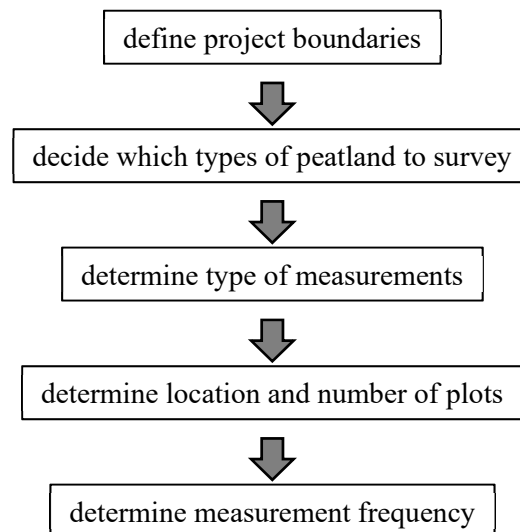 define project boundaries
decide which types of peatland to survey
determine type of measurements
determine location and number of plots
determine measurement frequency